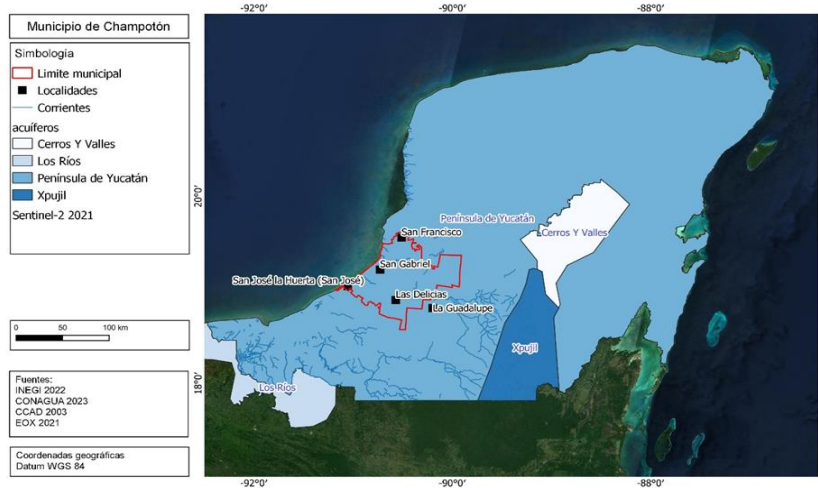 Municipio de Champotón
Simbología
Limite municipal
Localidades
Corrientes
acuíferos
Cerros Y Valles
Los Ríos
Península de Yucatán
Xpujil
Sentinel-2 2021
0 50 100 km
Fuentes:
INEGI 2022
CONAGUA 2023
CCAD 2003
EOX 2021
Coordenadas geográficas
Datum WGS 84
-92°0' -90°0' -88°0'
20°0'
18°0'
Península de Yucatán
San Francisco
Cerros Y Valles
San Gabriel
San José la Huerta (San José)
Las Delicias
La Guadalupe
Xpujil
Los Ríos
-92°0' -90°0' -88°0'